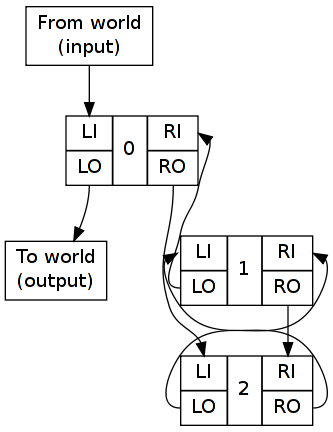 From world
(input)
LI 0 RI
LO RO
To world
(output)
LI 1 RI
LO RO
LI 2 RI
LO RO